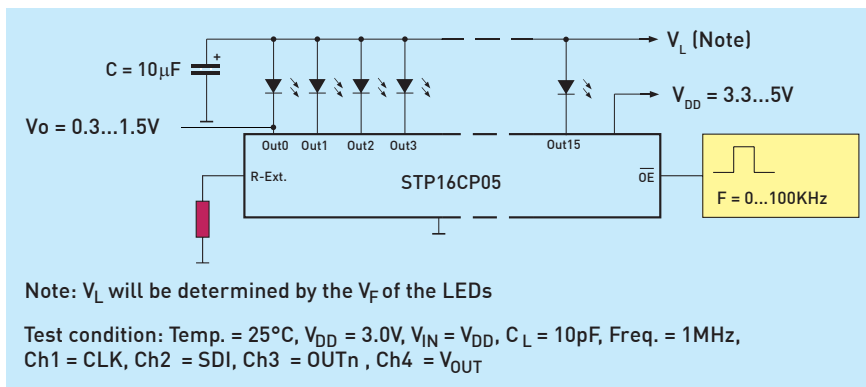 V_L (Note)
C = 10µF
+
V_DD = 3.3...5V
Vo = 0.3...1.5V
Out0 Out1 Out2 Out3 Out15
R-Ext. STP16CP05 OE
F = 0...100KHz
Note: V_L will be determined by the V_F of the LEDs
Test condition: Temp. = 25°C, V_DD = 3.0V, V_IN = V_DD, C_L = 10pF, Freq. = 1MHz,
Ch1 = CLK, Ch2 = SDI, Ch3 = OUTn , Ch4 = V_OUT